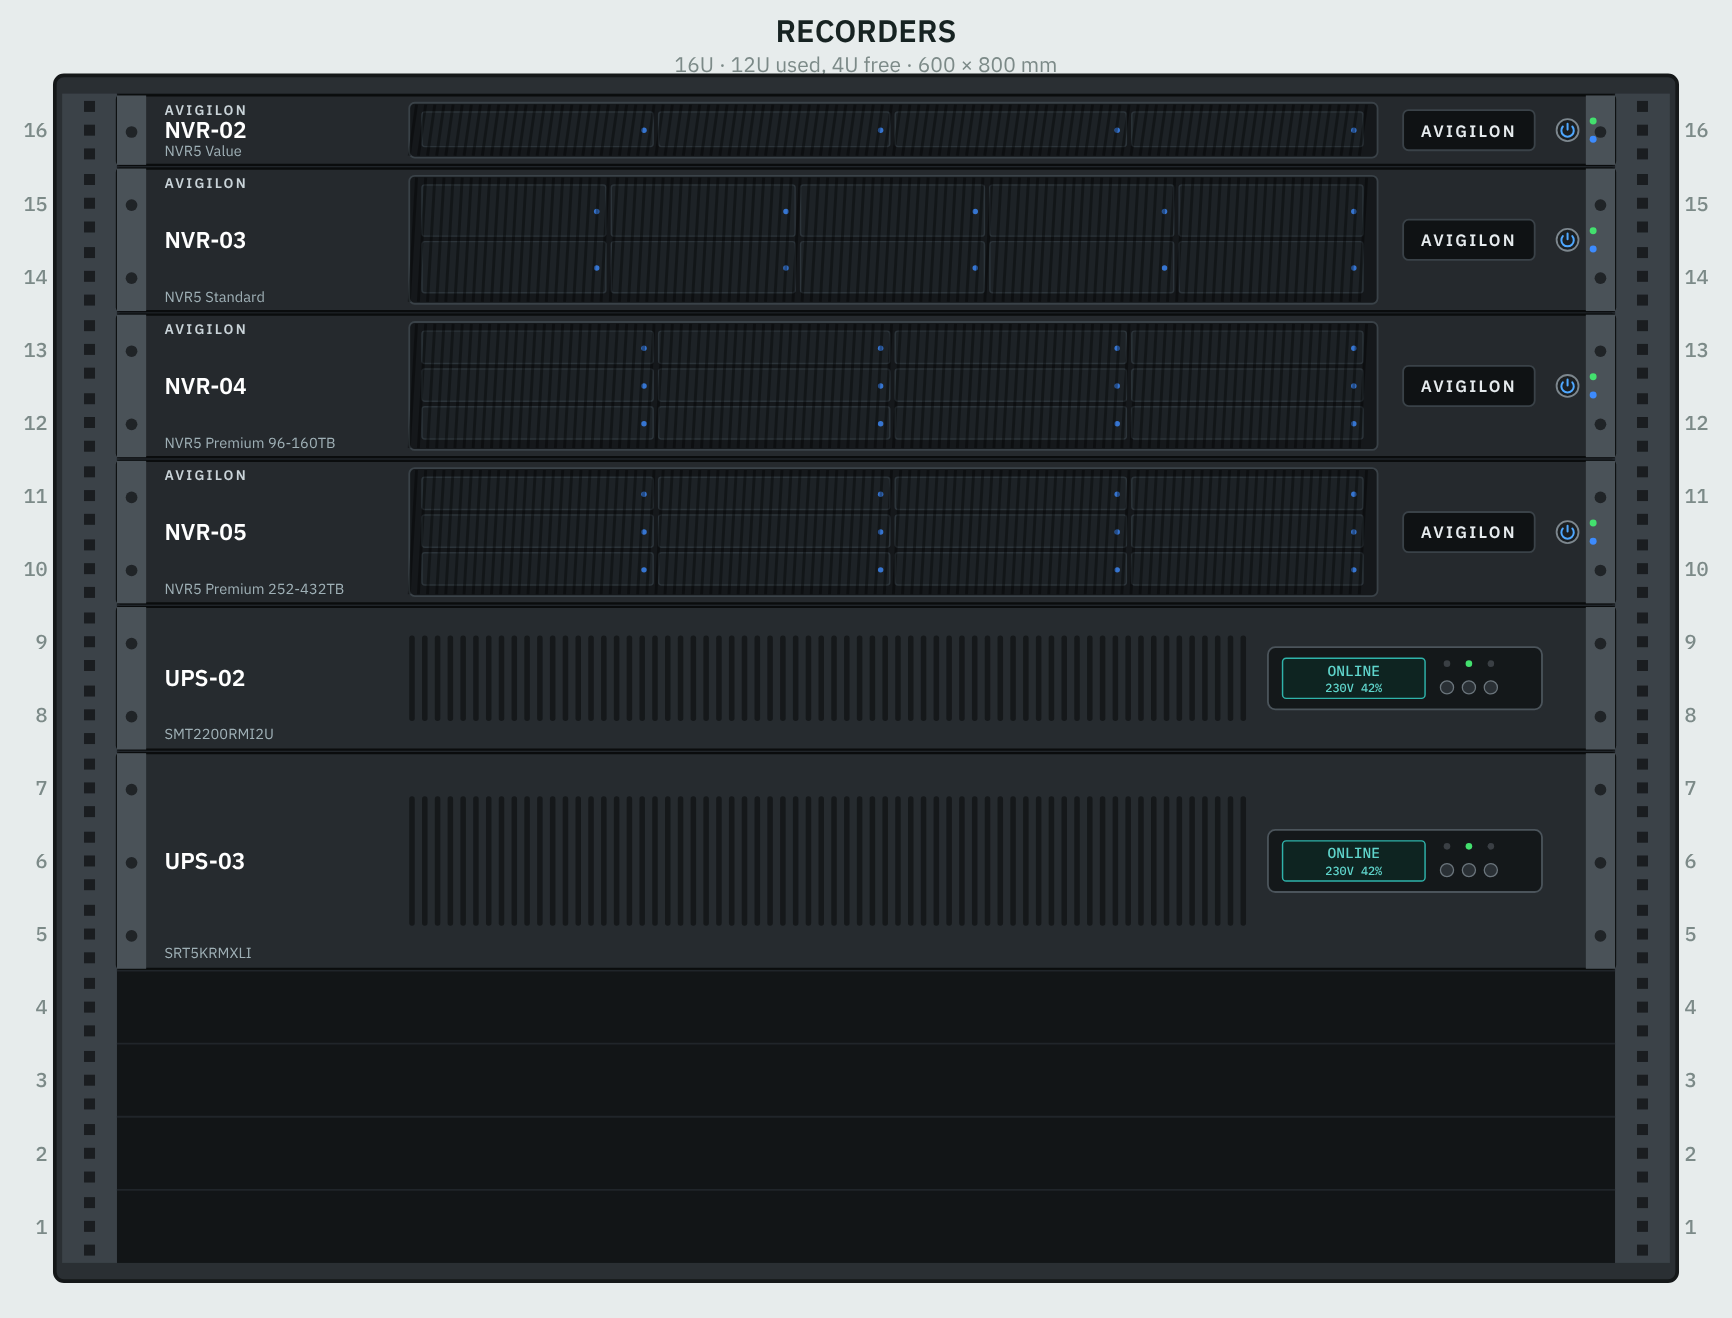 RECORDERS
16U · 12U used, 4U free · 600 × 800 mm
16
AVIGILON
NVR-02
NVR5 Value
AVIGILON
16
15
AVIGILON
NVR-03
NVR5 Standard
AVIGILON
15
14
14
13
AVIGILON
NVR-04
NVR5 Premium 96-160TB
AVIGILON
13
12
12
11
AVIGILON
NVR-05
NVR5 Premium 252-432TB
AVIGILON
11
10
10
9
UPS-02
SMT2200RMI2U
ONLINE
230V 42%
9
8
8
7
7
6
UPS-03
SRT5KRMXLI
ONLINE
230V 42%
6
5
5
4
4
3
3
2
2
1
1